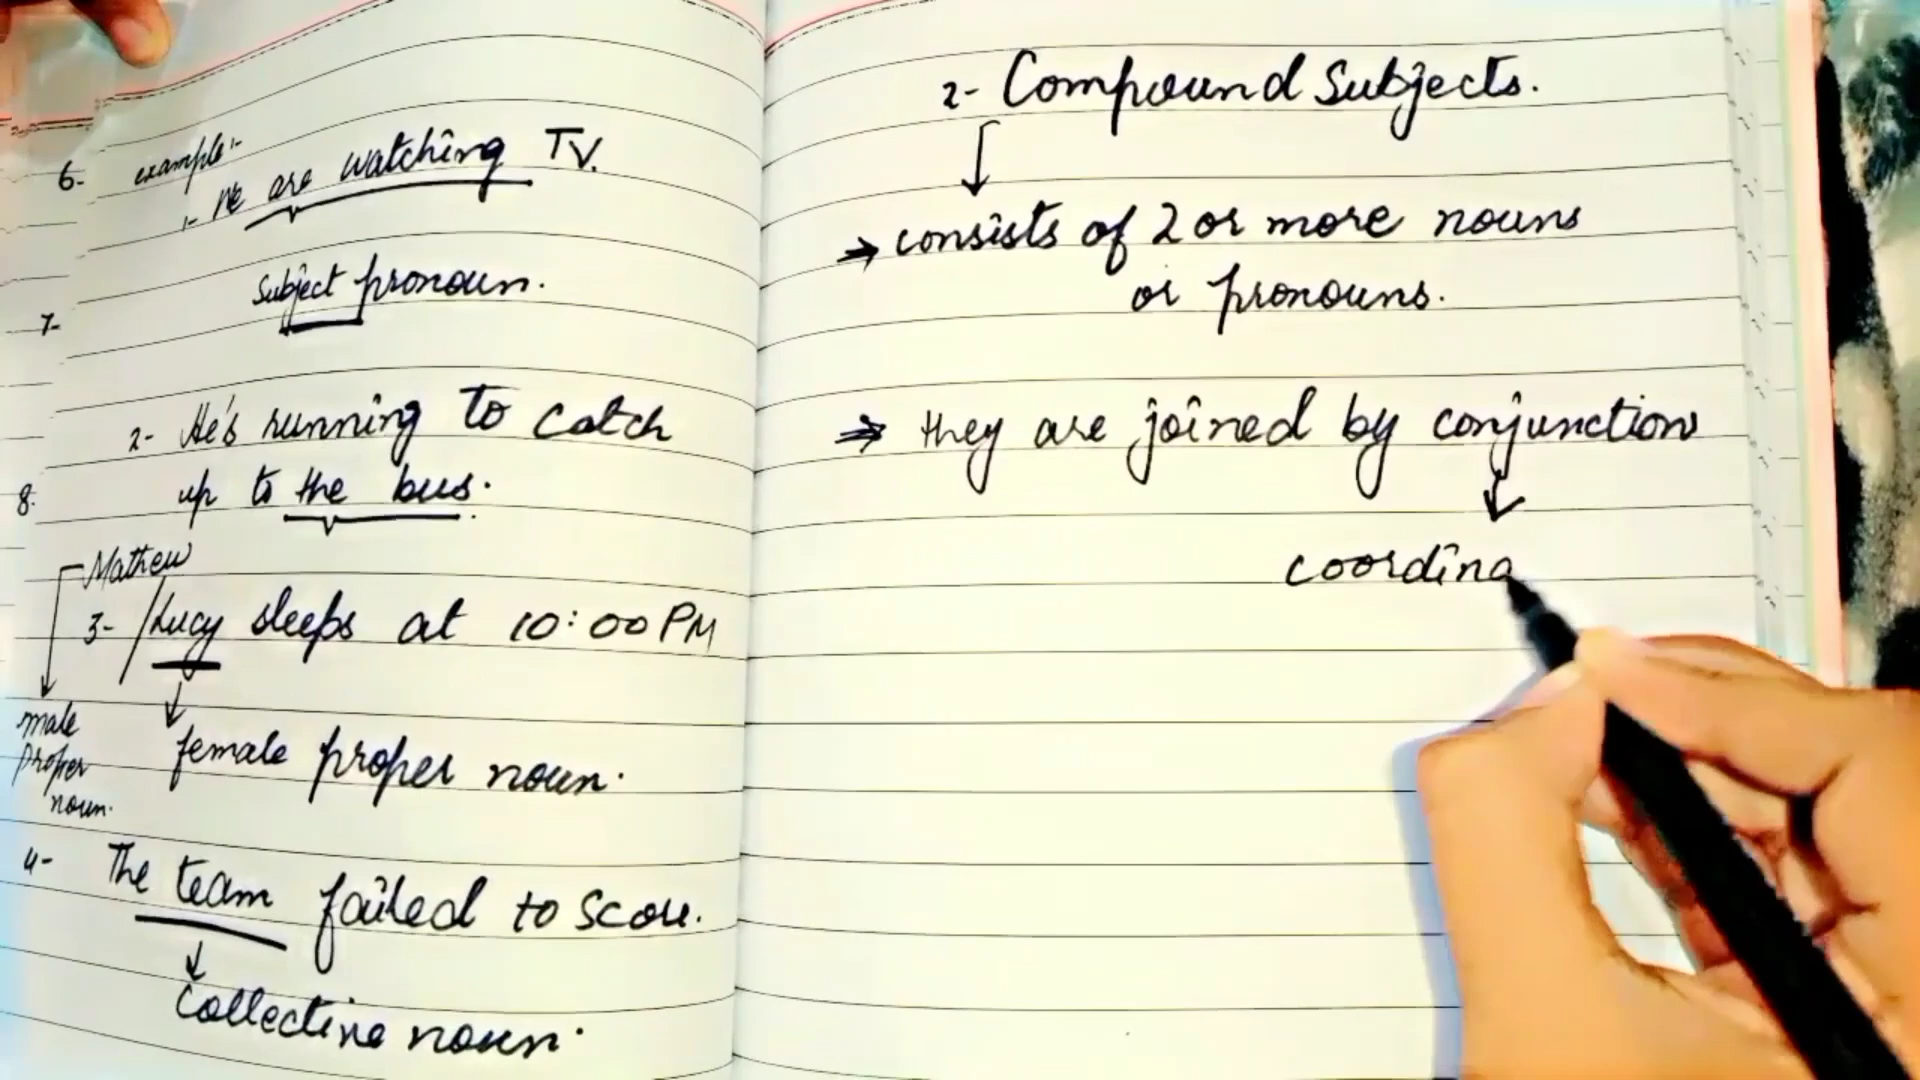 6- example:-
1- We are watching TV.
Subject pronoun.
7-
2- He's running to catch
up to the bus.
8-
Mathew
3- / Lucy sleeps at 10:00 PM
male
proper
noun.
female proper noun.
4- The team failed to score.
Collective noun.
2- Compound Subjects.
→ consists of 2 or more nouns
or pronouns.
→ they are joined by conjunction
coordina